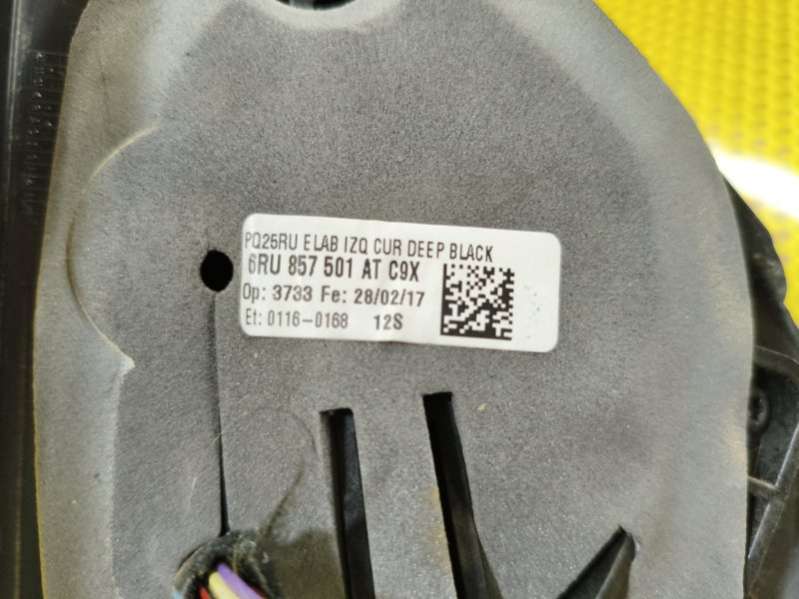 PQ25RU ELAB IZQ CUR DEEP BLACK
6RU 857 501 AT C9X
Op: 3733 Fe: 28/02/17
Et: 0116-0168 12S